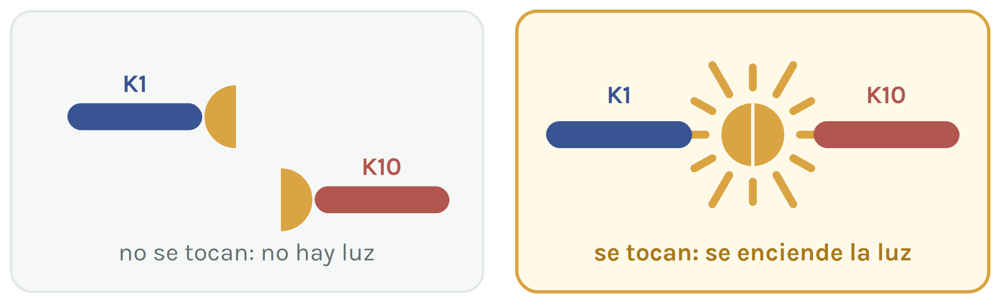 K1
K10
no se tocan: no hay luz
K1
K10
se tocan: se enciende la luz